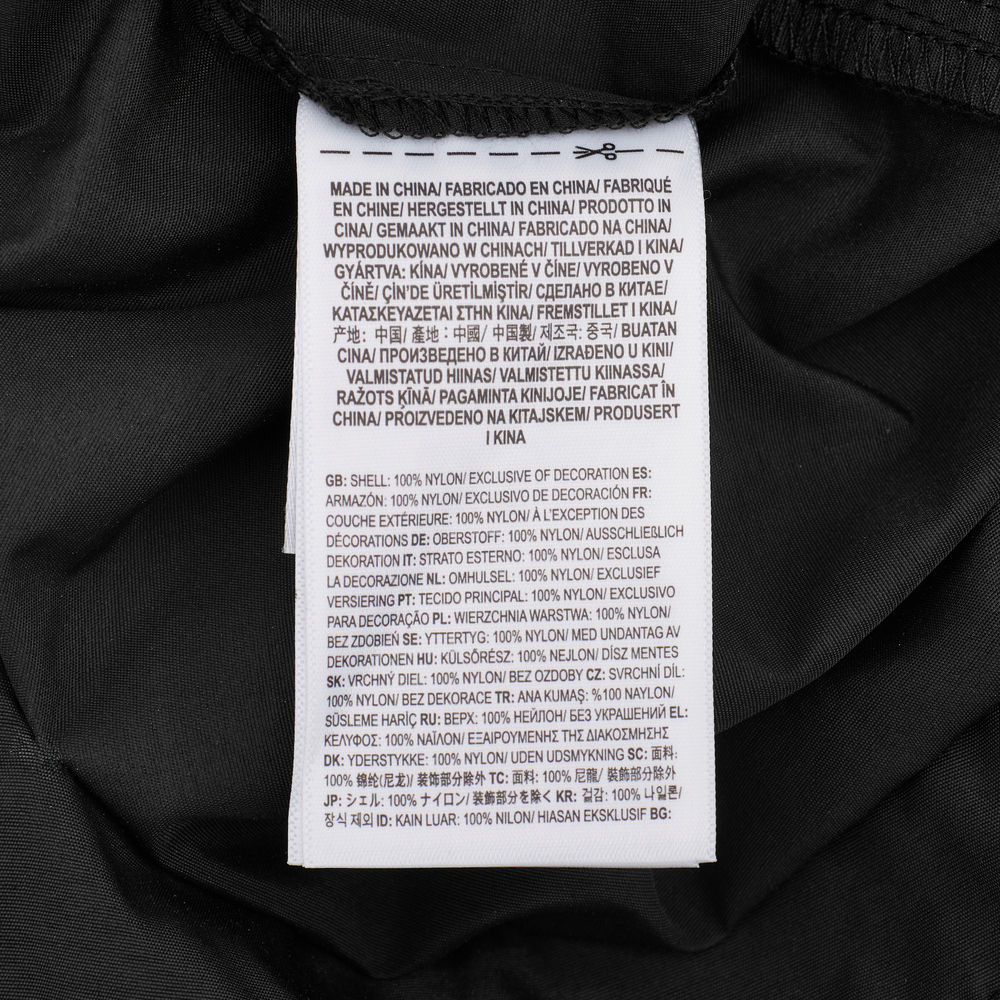 MADE IN CHINA/ FABRICADO EN CHINA/ FABRIQUÉ
EN CHINE/ HERGESTELLT IN CHINA/ PRODOTTO IN
CINA/ GEMAAKT IN CHINA/ FABRICADO NA CHINA/
WYPRODUKOWANO W CHINACH/ TILLVERKAD I KINA/
GYÁRTVA: KÍNA/ VYROBENÉ V ČÍNE/ VYROBENO V
ČÍNĚ/ ÇİN'DE ÜRETİLMİŞTİR/ СДЕЛАНО В КИТАЕ/
ΚΑΤΑΣΚΕΥΑΖΕΤΑΙ ΣΤΗΝ ΚΙΝΑ/ FREMSTILLET I KINA/
产地: 中国/ 產地:中國/ 中国製/ 제조국: 중국/ BUATAN
CINA/ ПРОИЗВЕДЕНО В КИТАЙ/ IZRAĐENO U KINI/
VALMISTATUD HIINAS/ VALMISTETTU KIINASSA/
RAŽOTS ĶĪNĀ/ PAGAMINTA KINIJOJE/ FABRICAT ÎN
CHINA/ PROIZVEDENO NA KITAJSKEM/ PRODUSERT
I KINA
GB: SHELL: 100% NYLON/ EXCLUSIVE OF DECORATION ES:
ARMAZÓN: 100% NYLON/ EXCLUSIVO DE DECORACIÓN FR:
COUCHE EXTÉRIEURE: 100% NYLON/ À L'EXCEPTION DES
DÉCORATIONS DE: OBERSTOFF: 100% NYLON/ AUSSCHLIEßLICH
DEKORATION IT: STRATO ESTERNO: 100% NYLON/ ESCLUSA
LA DECORAZIONE NL: OMHULSEL: 100% NYLON/ EXCLUSIEF
VERSIERING PT: TECIDO PRINCIPAL: 100% NYLON/ EXCLUSIVO
PARA DECORAÇÃO PL: WIERZCHNIA WARSTWA: 100% NYLON/
BEZ ZDOBIEŃ SE: YTTERTYG: 100% NYLON/ MED UNDANTAG AV
DEKORATIONEN HU: KÜLSŐRÉSZ: 100% NEJLON/ DÍSZ MENTES
SK: VRCHNÝ DIEL: 100% NYLON/ BEZ OZDOBY CZ: SVRCHNÍ DÍL:
100% NYLON/ BEZ DEKORACE TR: ANA KUMAŞ: %100 NAYLON/
SÜSLEME HARİÇ RU: ВЕРХ: 100% НЕЙЛОН/ БЕЗ УКРАШЕНИЙ EL:
ΚΕΛΥΦΟΣ: 100% ΝΑΪΛΟΝ/ ΕΞΑΙΡΟΥΜΕΝΗΣ ΤΗΣ ΔΙΑΚΟΣΜΗΣΗΣ
DK: YDERSTYKKE: 100% NYLON/ UDEN UDSMYKNING SC: 面料:
100% 锦纶(尼龙)/ 装饰部分除外 TC: 面料: 100% 尼龍/ 裝飾部分除外
JP: シェル: 100% ナイロン/ 装飾部分を除く KR: 겉감: 100% 나일론/
장식 제외 ID: KAIN LUAR: 100% NILON/ HIASAN EKSKLUSIF BG: